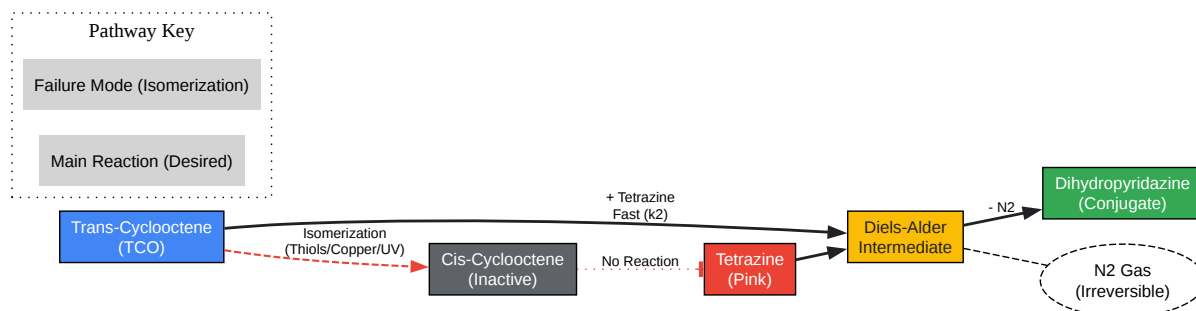 Pathway Key
Failure Mode (Isomerization)
Main Reaction (Desired)
Trans-Cyclooctene
(TCO)
+ Tetrazine
Fast (k2)
Isomerization
(Thiols/Copper/UV)
Cis-Cyclooctene
(Inactive)
No Reaction
Tetrazine
(Pink)
Diels-Alder
Intermediate
- N2
Dihydropyridazine
(Conjugate)
N2 Gas
(Irreversible)